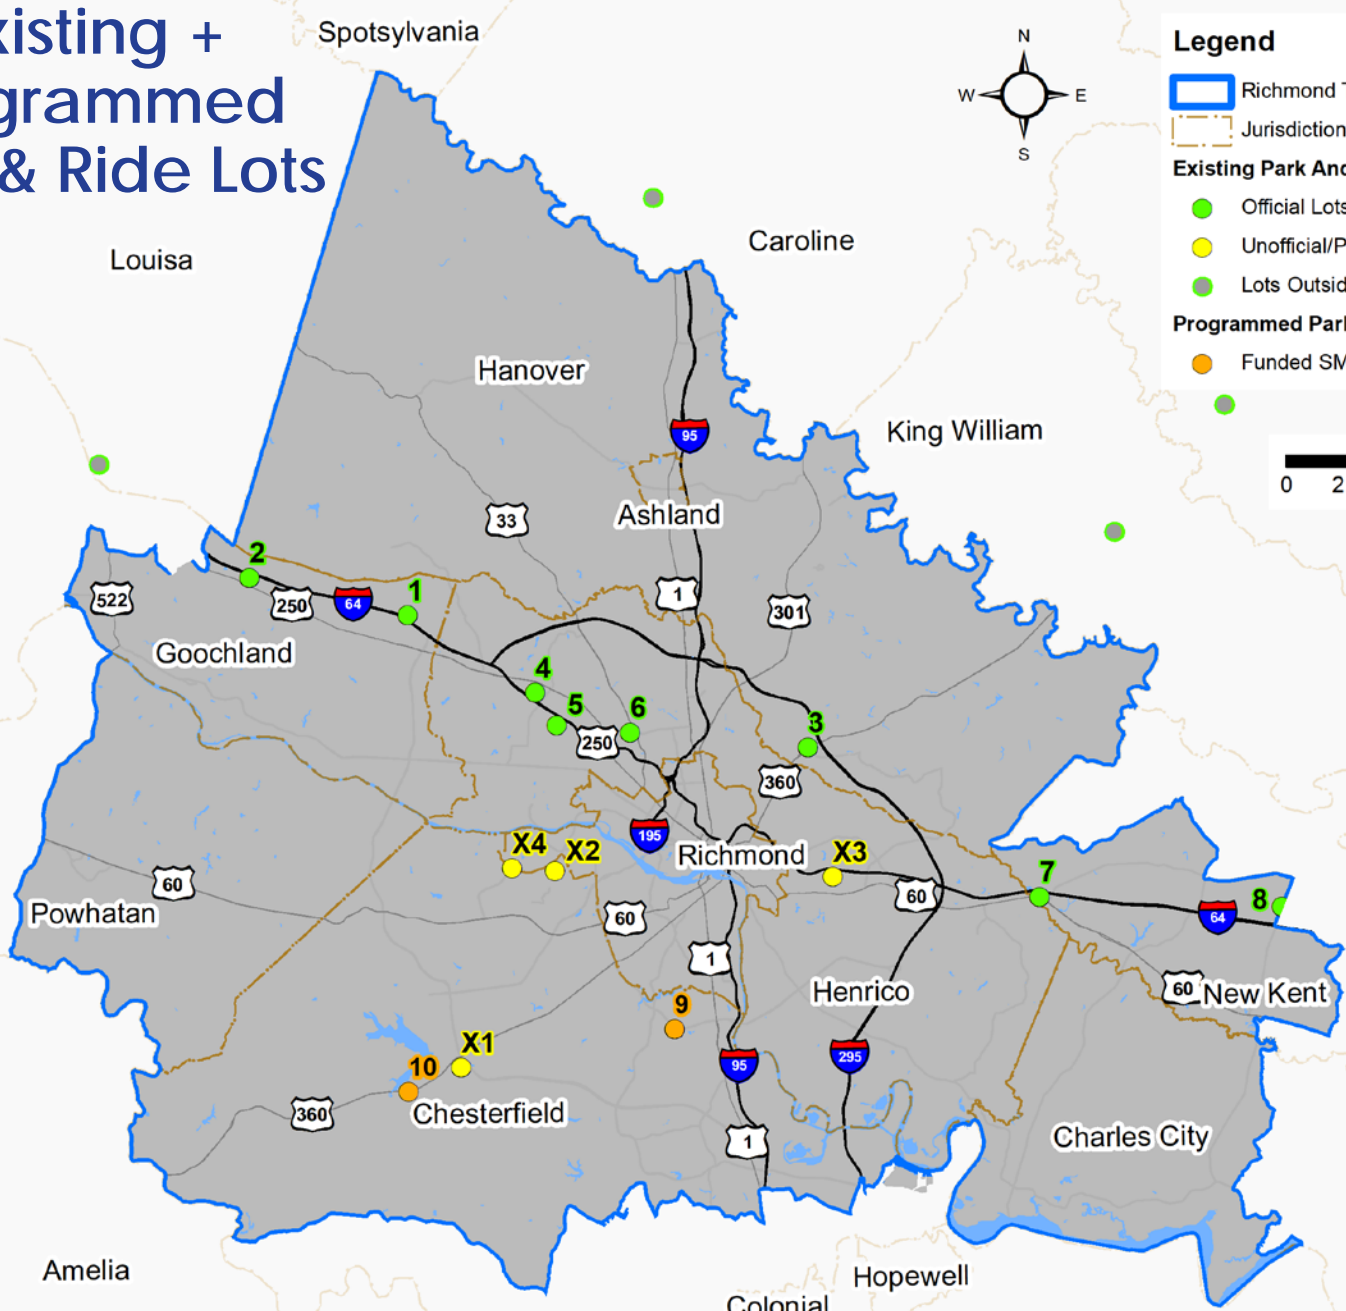 xisting +
grammed
& Ride Lots
Spotsylvania
N
W E
S
Legend
Richmond T
Jurisdiction
Existing Park And
Official Lots
Unofficial/P
Lots Outsid
Programmed Park
Funded SM
0 2
Louisa
Caroline
Hanover
King William
95
33
Ashland
2
522
250
64
1
1
301
Goochland
4
5
6
250
3
360
195
X4
X2
Richmond
X3
60
Powhatan
60
60
7
8
64
1
Henrico
60
New Kent
9
X1
10
95
295
360
Chesterfield
1
Charles City
Amelia
Hopewell
Colonial